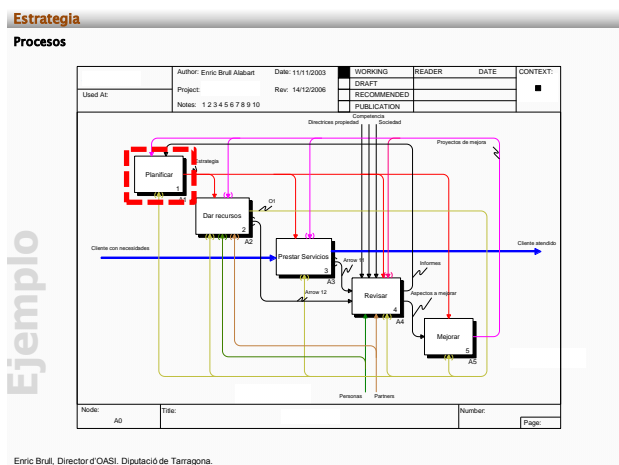 Estrategia
Procesos
Used At:
Author: Enric Brull Alabart
Date: 11/11/2003
Project:
Rev: 14/12/2006
Notes: 1 2 3 4 5 6 7 8 9 10
WORKING
DRAFT
RECOMMENDED
PUBLICATION
READER
DATE
CONTEXT:
Competencia
Directrices propiedad
Sociedad
Proyectos de mejora
Estrategia
Planificar
1
A1
O1
Dar recursos
2
A2
Cliente con necesidades
Cliente atendido
Prestar Servicios
3
A3
Arrow 11
Informes
Arrow 12
Aspectos a mejorar
Revisar
4
A4
Mejorar
5
A5
Personas
Partners
Ejemplo
Node:
A0
Title:
Number:
Page:
Enric Brull, Director d'OASI. Diputació de Tarragona.